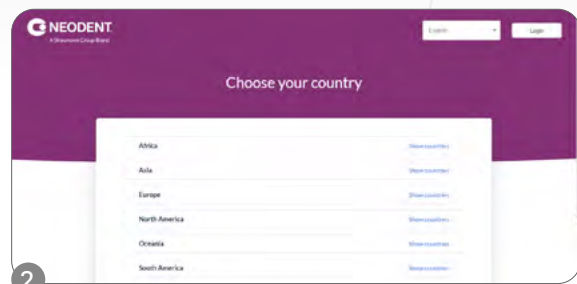 NEODENT
A Straumann Group Brand
English
Login
Choose your country
Africa
Show countries
Asia
Show countries
Europe
Show countries
North America
Show countries
Oceania
Show countries
South America
Show countries
2